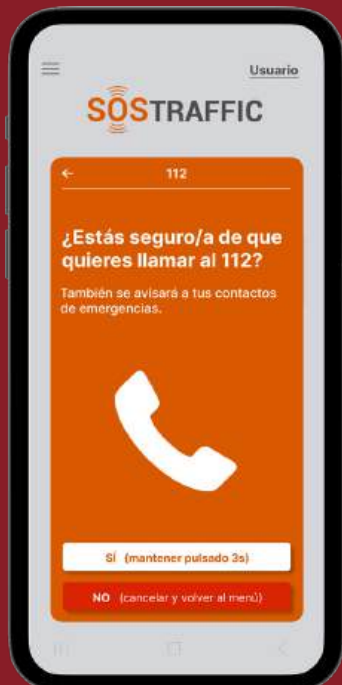 Usuario
SOSTRAFFIC
112
¿Estás seguro/a de que
quieres llamar al 112?
También se avisará a tus contactos
de emergencias.
SÍ (mantener pulsado 3s)
NO (cancelar y volver al menú)